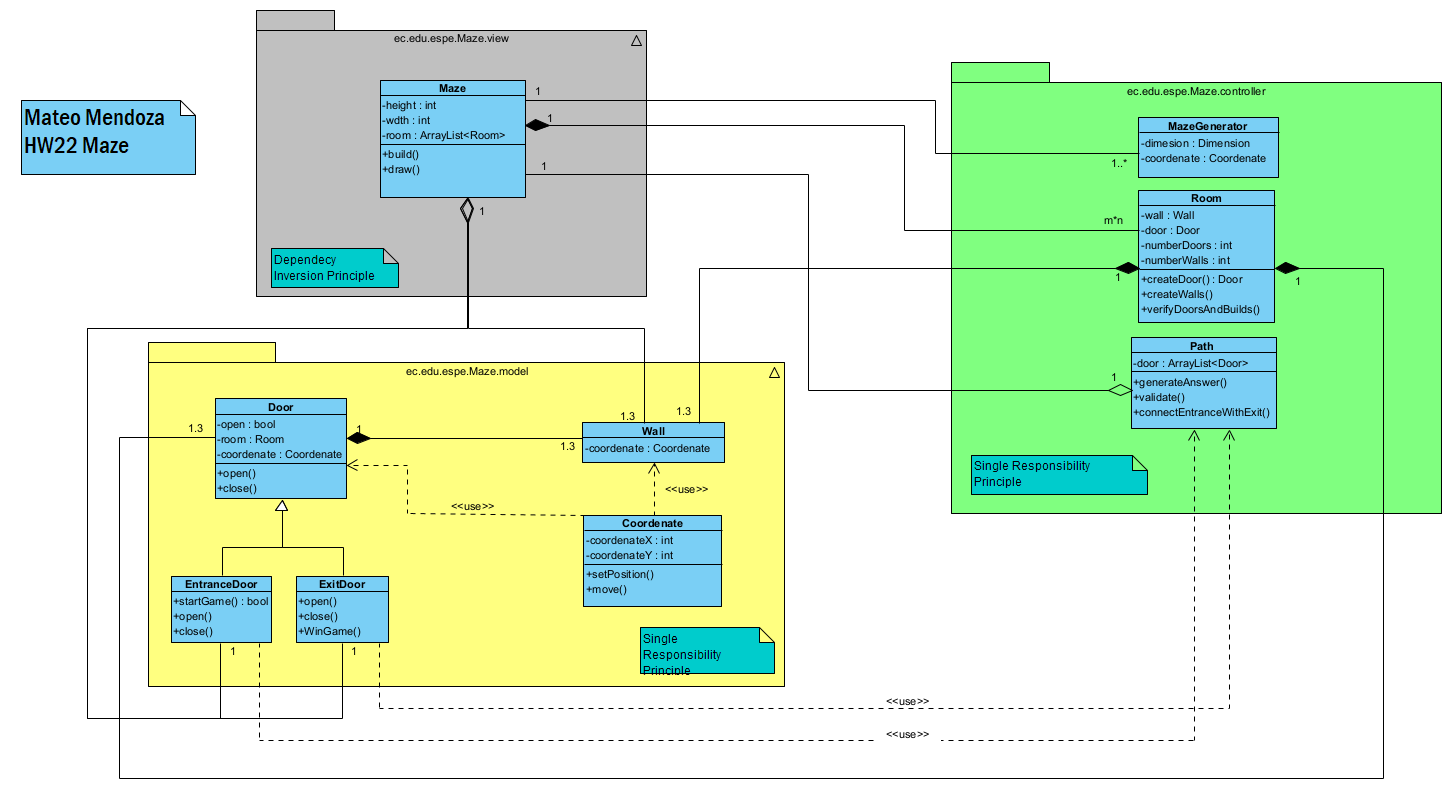 Mateo Mendoza
HW22 Maze
ec.edu.espe.Maze.view
Maze
-height : int
-wdth : int
-room : ArrayList<Room>
+build()
+draw()
1
1
1
1
Dependecy
Inversion Principle
ec.edu.espe.Maze.controller
MazeGenerator
-dimesion : Dimension
-coordenate : Coordenate
1..*
Room
-wall : Wall
-door : Door
-numberDoors : int
-numberWalls : int
+createDoor() : Door
+createWalls()
+verifyDoorsAndBuilds()
m*n
1
1
Path
-door : ArrayList<Door>
+generateAnswer()
+validate()
+connectEntranceWithExit()
1
Single Responsibility
Principle
ec.edu.espe.Maze.model
Door
-open : bool
-room : Room
-coordenate : Coordenate
+open()
+close()
1.3
1
1.3
1.3
1.3
Wall
-coordenate : Coordenate
<<use>>
<<use>>
Coordenate
-coordenateX : int
-coordenateY : int
+setPosition()
+move()
EntranceDoor
+startGame() : bool
+open()
+close()
1
ExitDoor
+open()
+close()
+WinGame()
1
Single
Responsibility
Principle
<<use>>
<<use>>